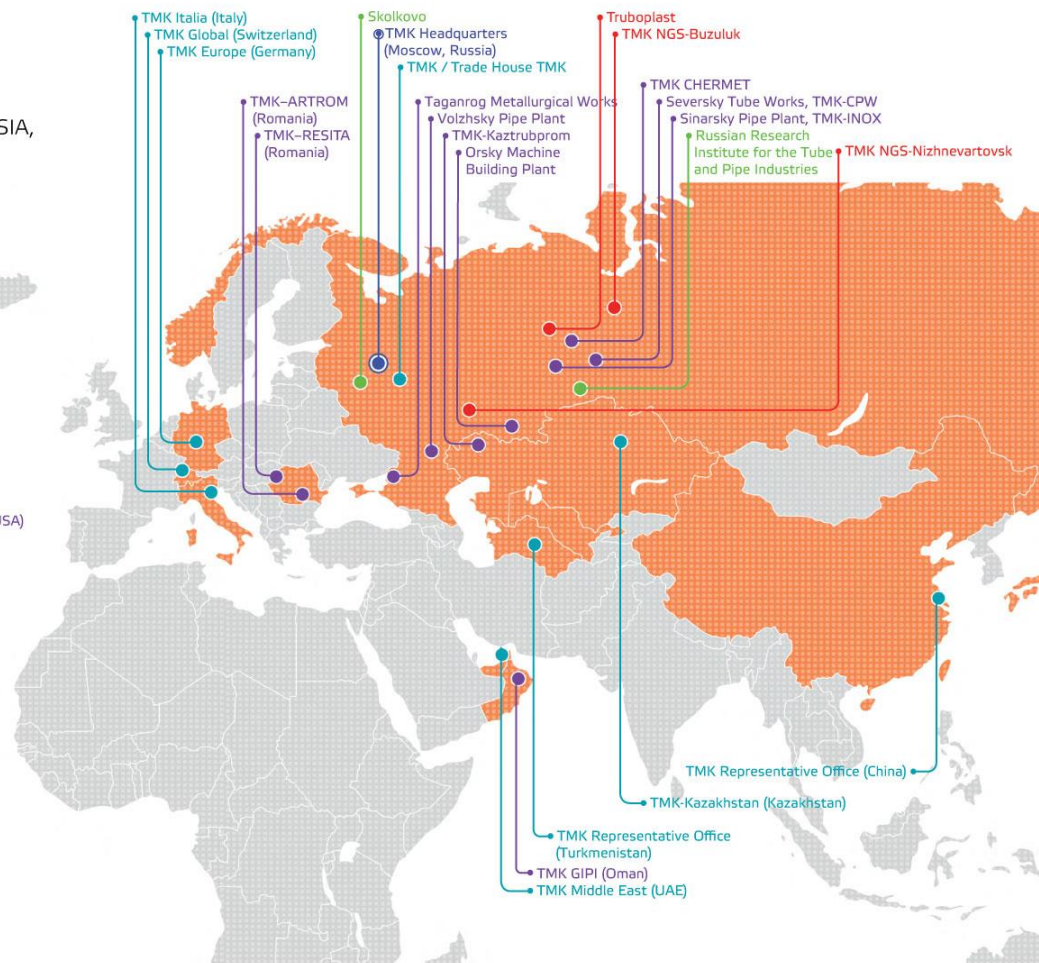 TMK Italia (Italy)
TMK Global (Switzerland)
TMK Europe (Germany)
Skolkovo
TMK Headquarters
(Moscow, Russia)
TMK / Trade House TMK
Truboplast
TMK NGS-Buzuluk
TMK–ARTROM
(Romania)
TMK–RESITA
(Romania)
Taganrog Metallurgical Works
Volzhsky Pipe Plant
TMK-Kaztrubprom
Orsky Machine
Building Plant
TMK CHERMET
Seversky Tube Works, TMK-CPW
Sinarsky Pipe Plant, TMK-INOX
Russian Research
Institute for the Tube
and Pipe Industries
TMK NGS-Nizhnevartovsk
SIA,
USA)
TMK Representative Office (China)
TMK-Kazakhstan (Kazakhstan)
TMK Representative Office
(Turkmenistan)
TMK GIPI (Oman)
TMK Middle East (UAE)